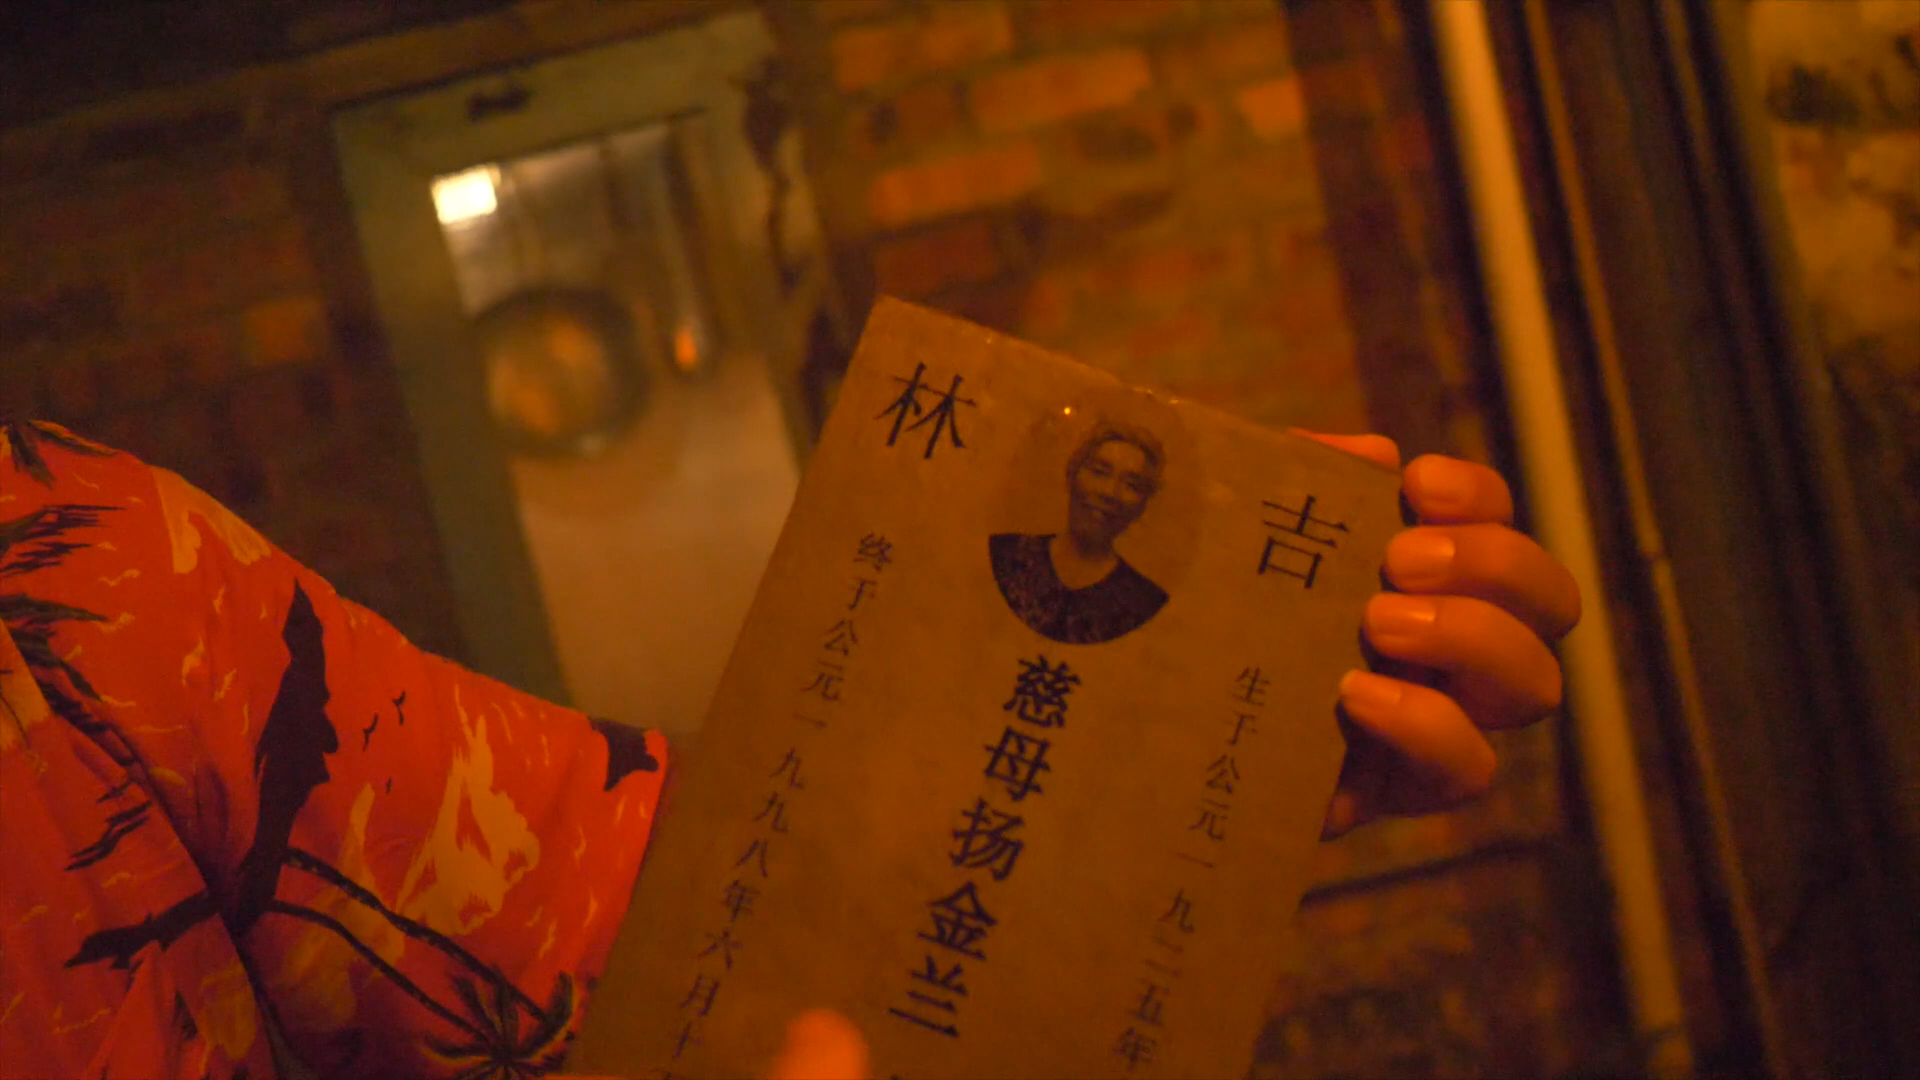 吉
林
生于公元一九二五年
慈母扬金兰
终于公元一九九八年六月十